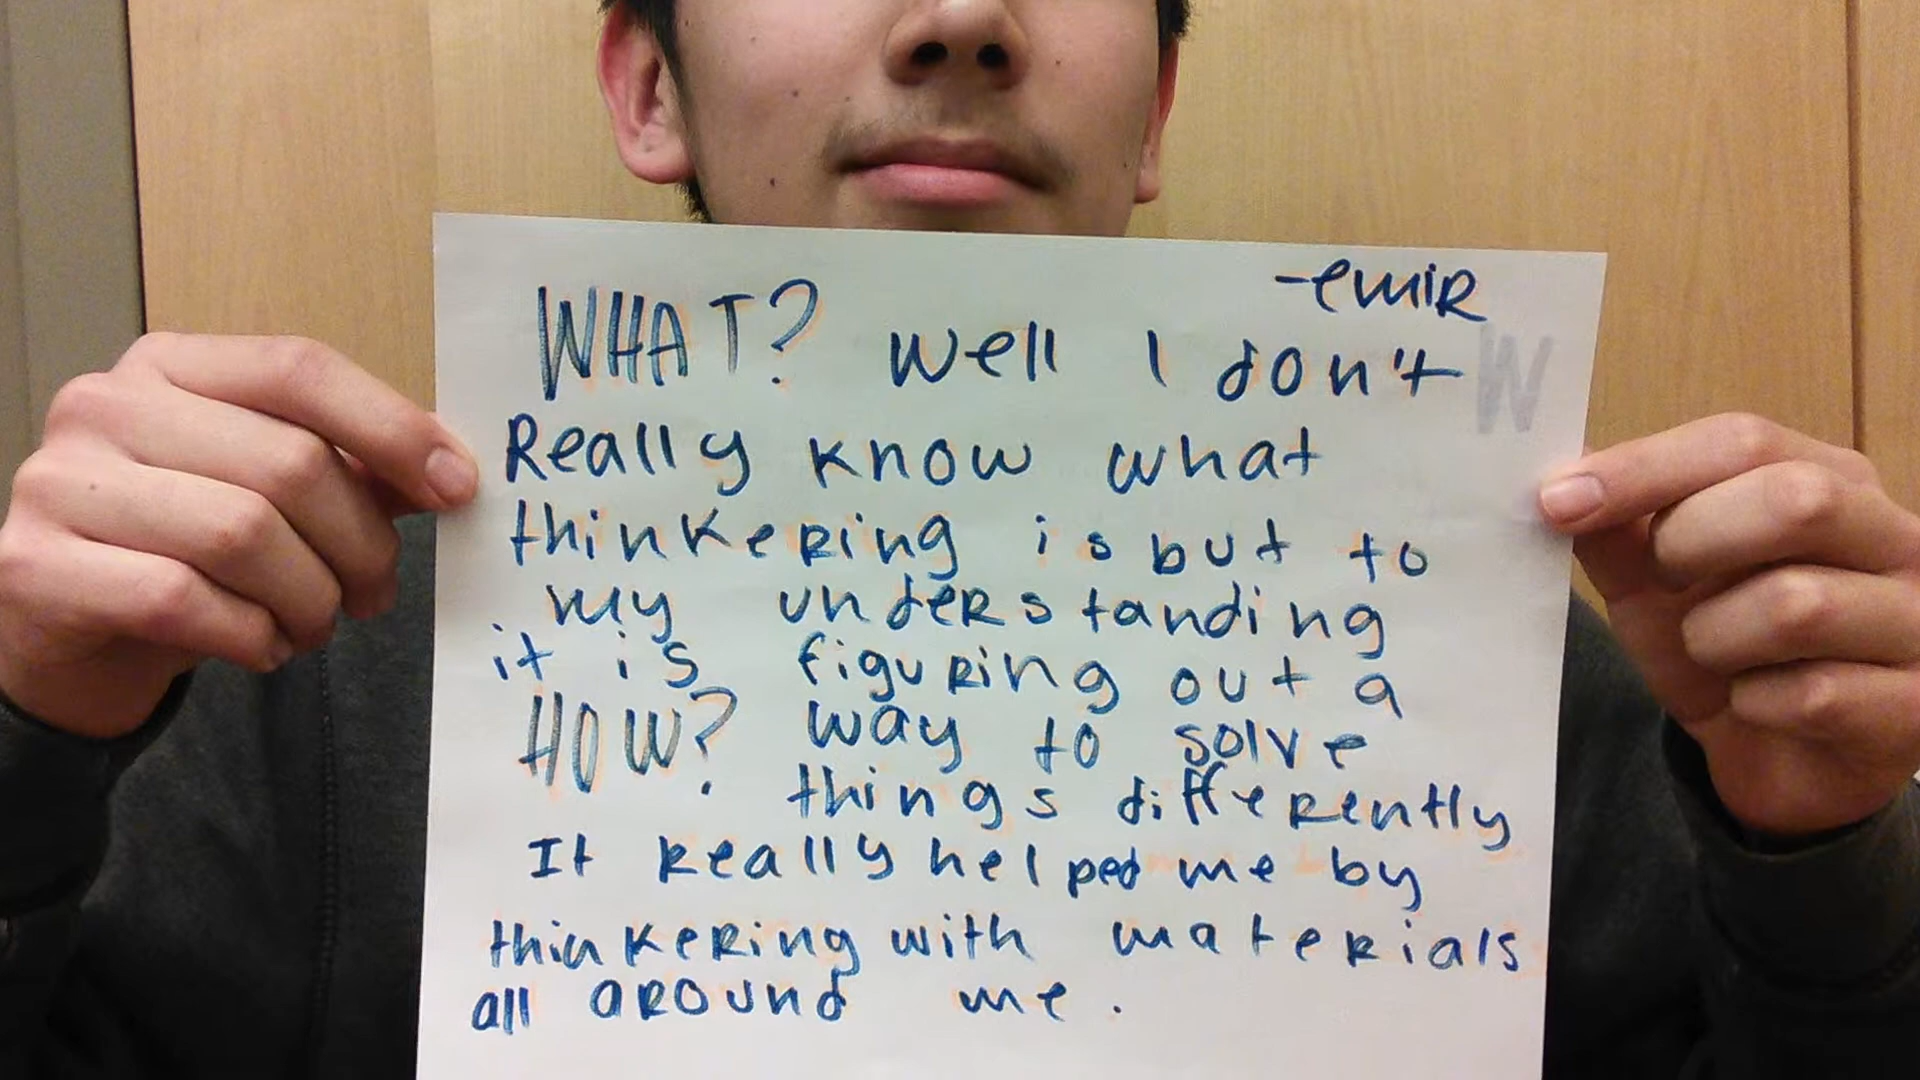 -emiR
WHAT? Well I don't
Really know what
thinkeRing is but to
my undeRstanding
it is figuRing out a
HOW? way to solve
things diffeRently
It Really helped me by
thinkeRing with mateRials
all aRound me.